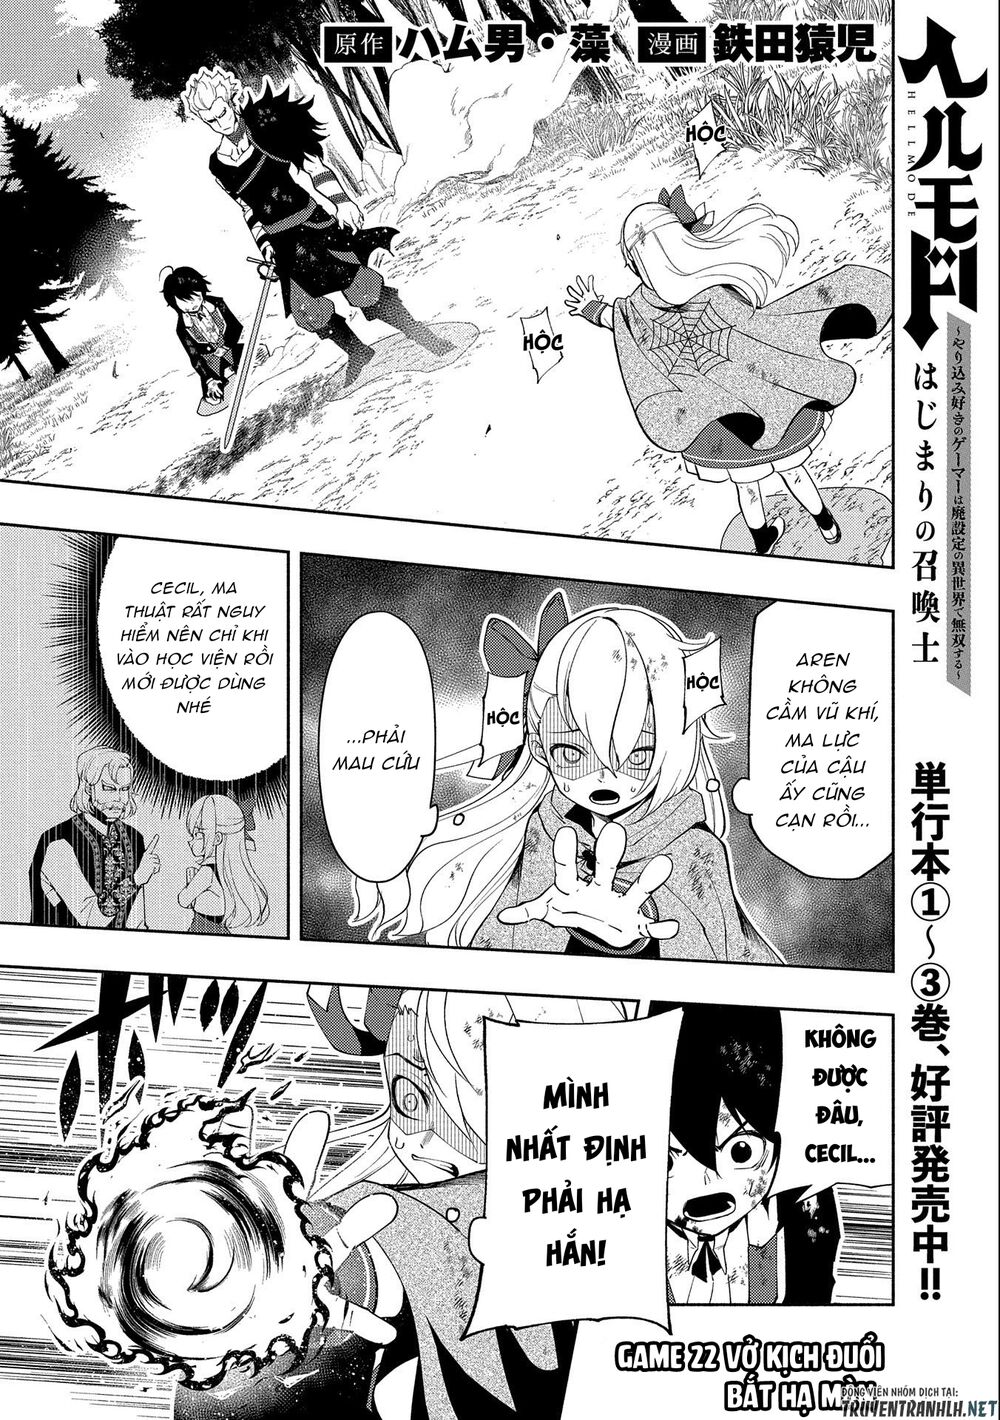 原作 ハム男・藻 漫画 鉄田猿児
ヘルモード
HELLMODE
～やり込み好きのゲーマーは廃設定の異世界で無双する～
はじまりの召喚士
単行本①～③巻、好評発売中!!
HỘC
HỘC
AREN
KHÔNG
CẦM VŨ KHÍ,
MA LỰC
CỦA CẬU
ẤY CŨNG
CẠN RỒI...
HỘC
HỘC
...PHẢI
MAU CỨU
CECIL, MA
THUẬT RẤT NGUY
HIỂM NÊN CHỈ KHI
VÀO HỌC VIỆN RỒI
MỚI ĐƯỢC DÙNG
NHÉ
KHÔNG
ĐƯỢC
ĐÂU,
CECIL...
MÌNH
NHẤT ĐỊNH
PHẢI HẠ
HẮN!
GAME 22 VỞ KỊCH ĐUỔI
BẮT HẠ MÀN
ĐỘNG VIÊN NHÓM DỊCH TẠI:
TRUYENTRANHLH.NET